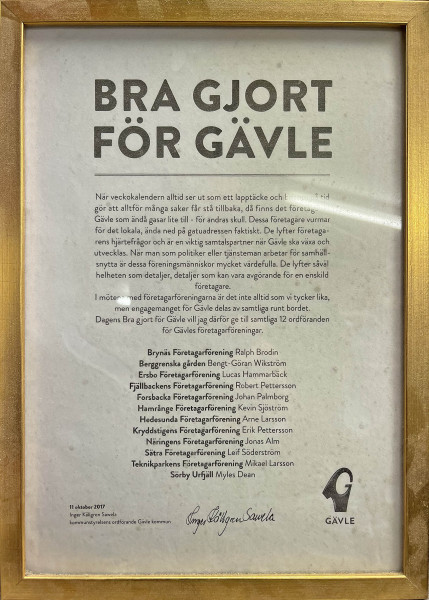 BRA GJORT
FÖR GÄVLE
När veckokalendern alltid ser ut som ett lapptäcke och
gör att alltför många saker får stå tillbaka, då finns det företag
Gävle som ändå gasar lite till - för andras skull. Dessa företagare värmar
för det lokala, ända ned på gatuadressen faktiskt. De lyfter företaga-
rens hjärtefrågor och är en viktig samtalspartner när Gävle ska växa och
utvecklas. När man som politiker eller tjänsteman arbetar för samhäll-
snytta är dessa föreningsmänniskor mycket värdefulla. De lyfter såväl
helheten som detaljer, detaljer som kan vara avgörande för en enskild
företagare.
I möten med företagarföreningarna är det inte alltid som vi tycker lika,
men engagemanget för Gävle delas av samtliga runt bordet.
Dagens Bra gjort för Gävle vill jag därför ge till samtliga 12 ordföranden
för Gävles företagarföreningar.
Brynäs Företagarförening Ralph Brodin
Berggrenska gården Bengt-Göran Wikström
Ersbo Företagarförening Lucas Hammarbäck
Fjällbackens Företagarförening Robert Pettersson
Forsbacka Företagarförening Johan Palmborg
Hamrånge Företagarförening Kevin Sjöström
Hedesunda Företagarförening Arne Larsson
Kryddstigens Företagarförening Erik Pettersson
Näringens Företagarförening Jonas Alm
Sätra Företagarförening Leif Söderström
Teknikparkens Företagarförening Mikael Larsson
Sörby Urfjäll Myles Dean
11 oktober 2017
Inger Källgren Sawela
kommunstyrelsens ordförande Gävle kommun
Inger Källgren Sawela
GÄVLE